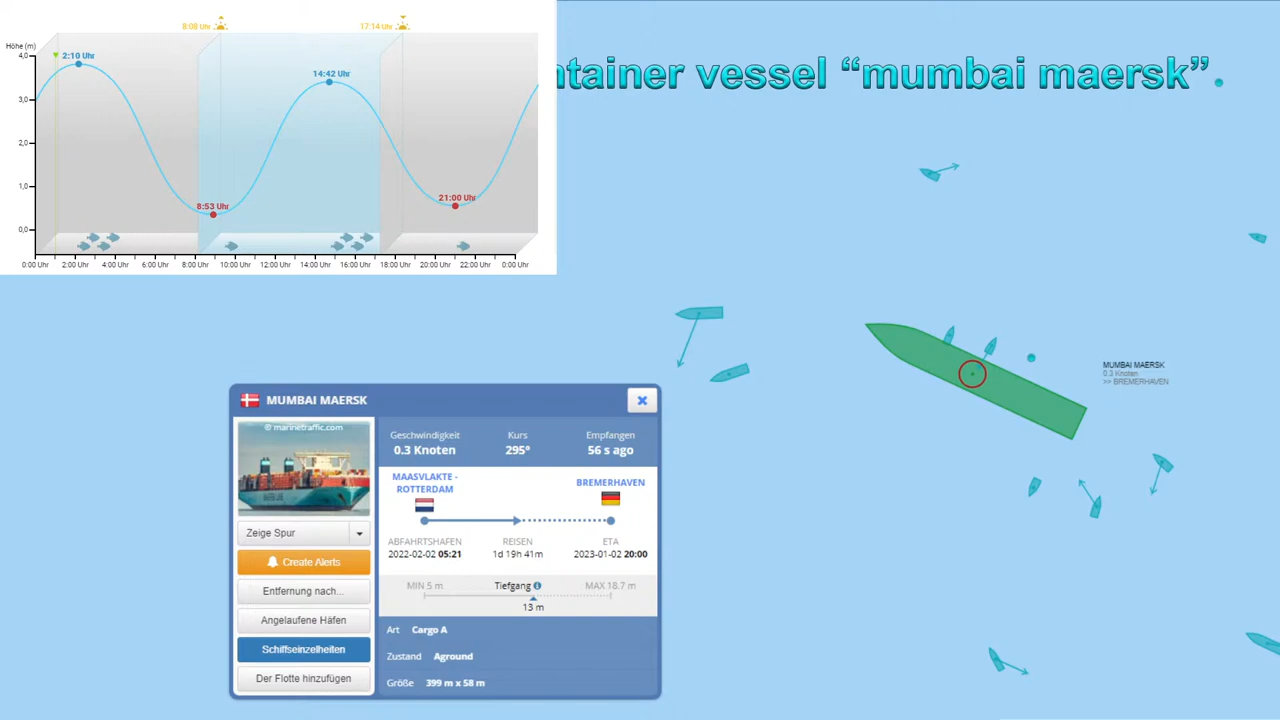 8:08 Uhr
17:14 Uhr
Höhe (m)
4,0
3,0
2,0
1,0
0,0
2:10 Uhr
14:42 Uhr
8:53 Uhr
21:00 Uhr
0:00 Uhr 2:00 Uhr 4:00 Uhr 6:00 Uhr 8:00 Uhr 10:00 Uhr 12:00 Uhr 14:00 Uhr 16:00 Uhr 18:00 Uhr 20:00 Uhr 22:00 Uhr 0:00 Uhr
ntainer vessel “mumbai maersk”.
MUMBAI MAERSK
0.3 Knoten
>> BREMERHAVEN
MUMBAI MAERSK
© marinetraffic.com
Geschwindigkeit Kurs Empfangen
0.3 Knoten 295° 56 s ago
MAASVLAKTE -
ROTTERDAM
BREMERHAVEN
ABFAHRTSHAFEN REISEN ETA
2022-02-02 05:21 1d 19h 41m 2023-01-02 20:00
MIN 5 m Tiefgang MAX 18.7 m
13 m
Zeige Spur
Create Alerts
Entfernung nach...
Angelaufene Häfen
Schiffseinzelheiten
Der Flotte hinzufügen
Art Cargo A
Zustand Aground
Größe 399 m x 58 m